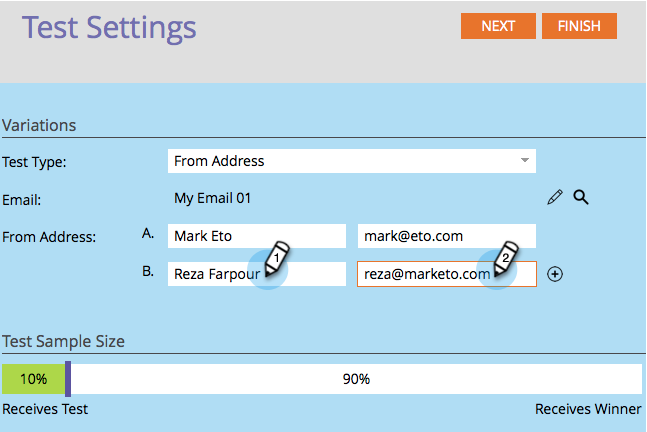 Test Settings
NEXT
FINISH
Variations
Test Type:
From Address
Email:
My Email 01
From Address:
A.
Mark Eto
mark@eto.com
1
2
B.
Reza Farpour
reza@marketo.com
Test Sample Size
10%
90%
Receives Test
Receives Winner